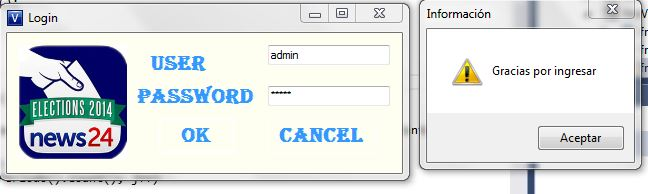 Login
USER
admin
ELECTIONS 2014
news24
PASSWORD
*****
OK
CANCEL
Información
Gracias por ingresar
Aceptar